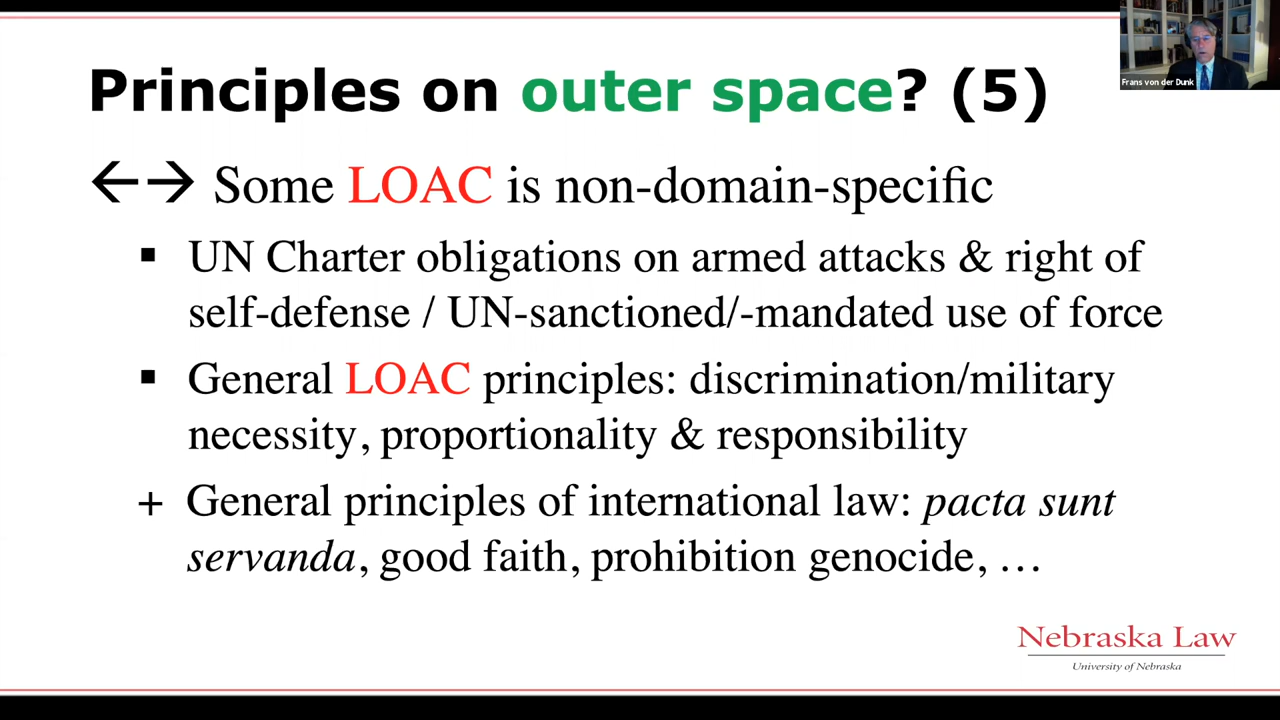 Principles on outer space? (5)
Frans von der Dunk
←→ Some LOAC is non-domain-specific
▪ UN Charter obligations on armed attacks & right of
self-defense / UN-sanctioned/-mandated use of force
▪ General LOAC principles: discrimination/military
necessity, proportionality & responsibility
+ General principles of international law: pacta sunt
servanda, good faith, prohibition genocide, …
Nebraska Law
University of Nebraska